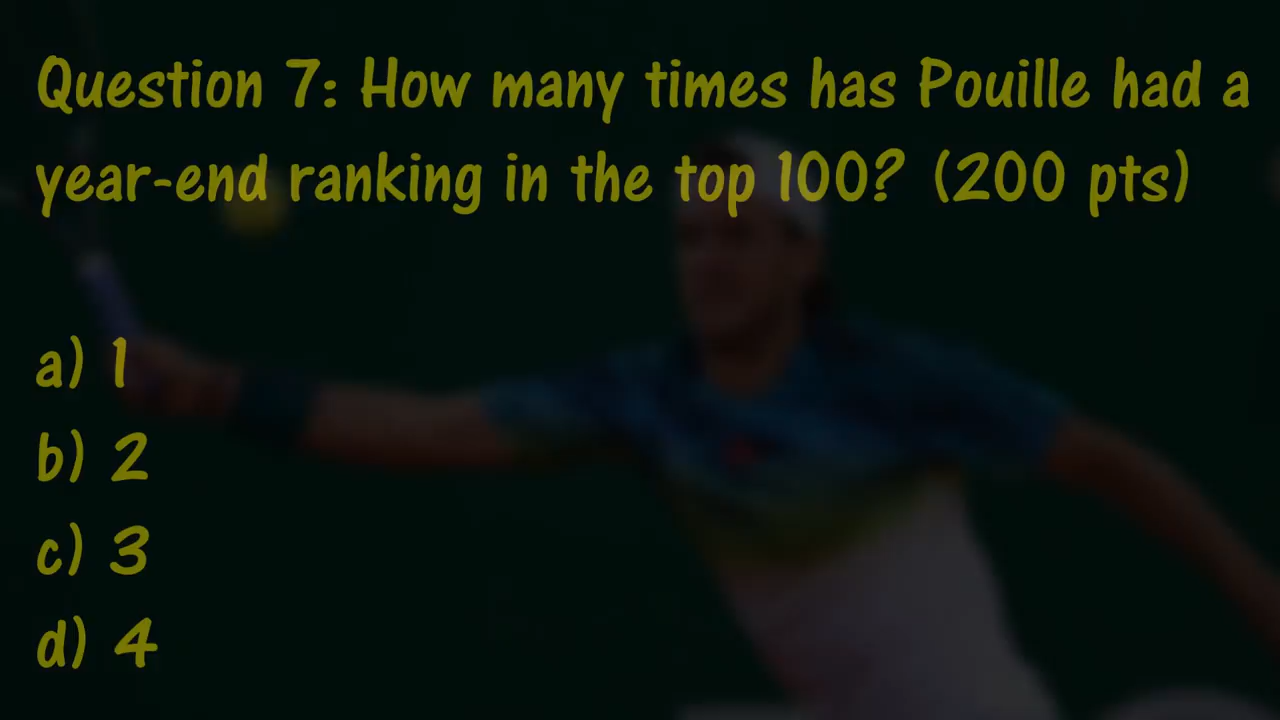 Question 7: How many times has Pouille had a
year-end ranking in the top 100? (200 pts)
a) 1
b) 2
c) 3
d) 4